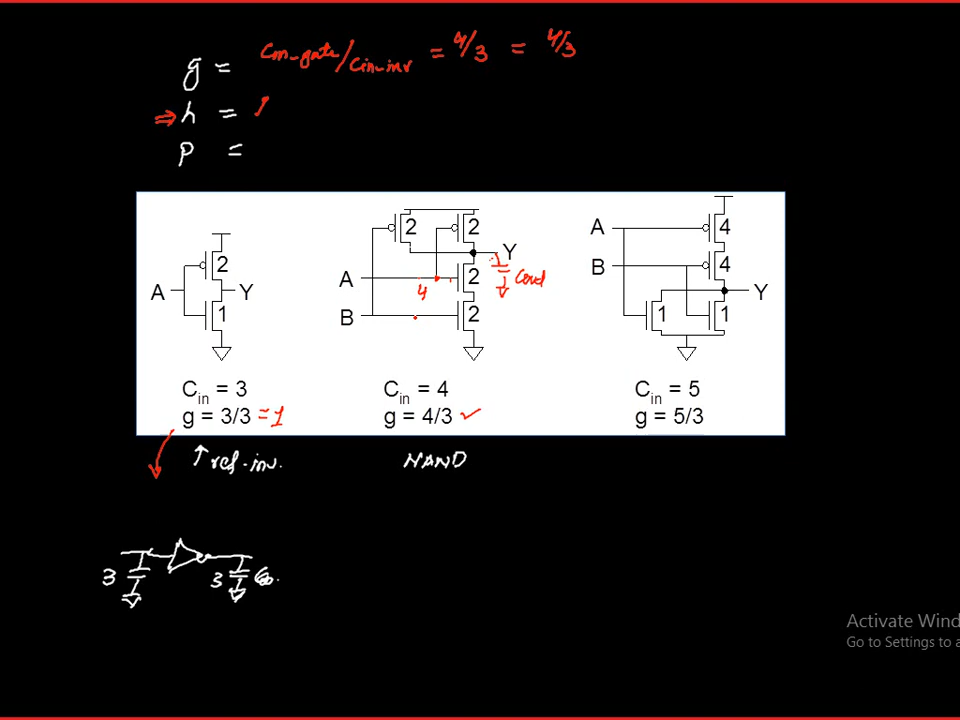 g = Cin-gate/Cin-inv = 4/3 = 4/3
⇒ h = 1
p =
A 2 1 Y
A B 2 2 2 2 Y 4
A B 4 4 1 1 Y
Cin = 3
g = 3/3 = 1
Cin = 4
g = 4/3 ✓
Cin = 5
g = 5/3
↑ ref-inv.
NAND
3 3
Activate Wind
Go to Settings to a